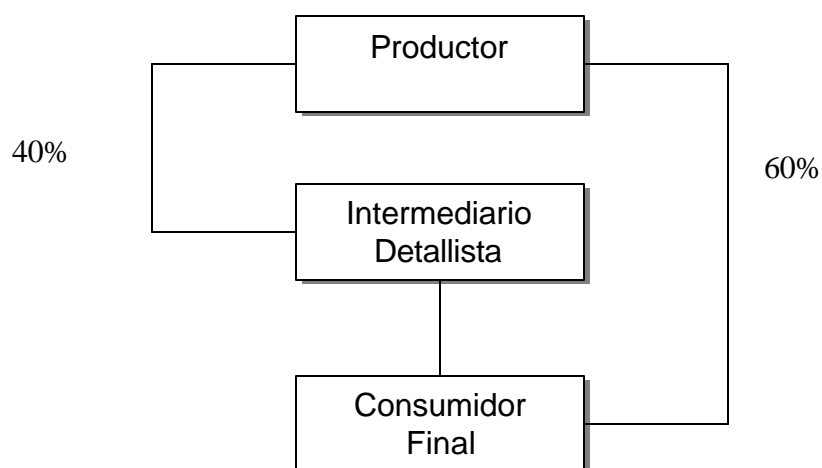 Productor
40%
60%
Intermediario
Detallista
Consumidor
Final